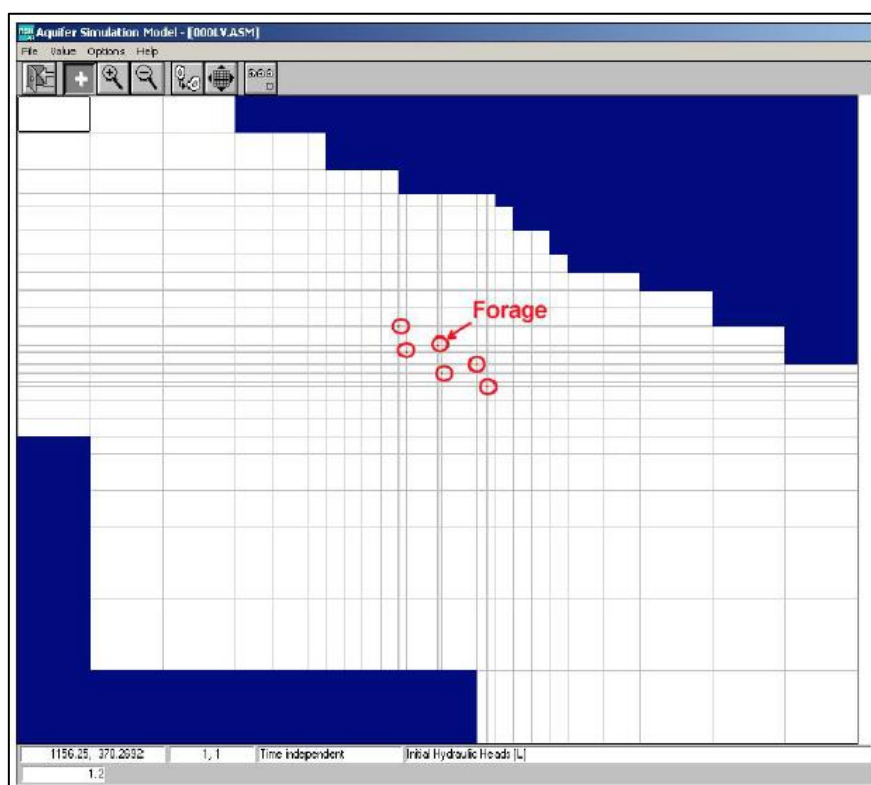 Aquifer Simulation Model - [000LV.ASM]
File Value Options Help
Forage
1156.25, 370.2692 1, 1 Time independent Initial Hydraulic Heads [L]
1.2